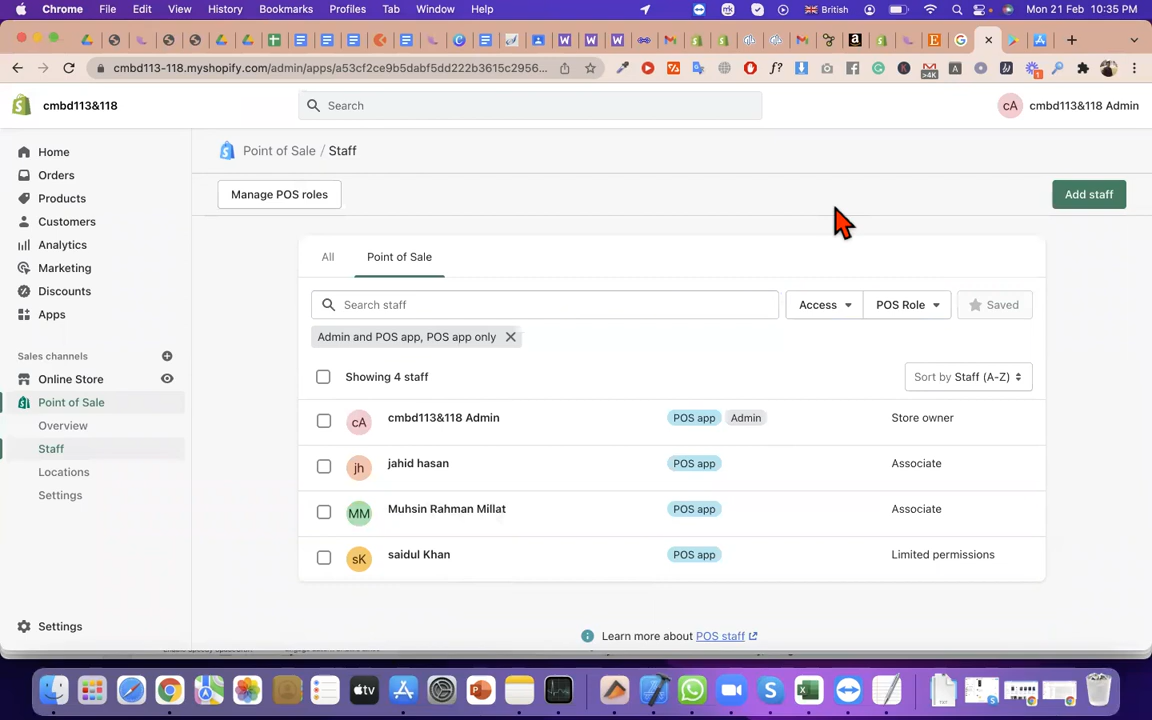 Chrome File Edit View History Bookmarks Profiles Tab Window Help British Mon 21 Feb 10:35 PM
cmbd113-118.myshopify.com/admin/apps/a53cf2ce9b5dabf5dd222b3615c2956...
cmbd113&118 Search cA cmbd113&118 Admin
Home
Orders
Products
Customers
Analytics
Marketing
Discounts
Apps
Sales channels
Online Store
Point of Sale
Overview
Staff
Locations
Settings
Settings
Point of Sale / Staff
Manage POS roles Add staff
All Point of Sale
Search staff Access POS Role Saved
Admin and POS app, POS app only
Showing 4 staff Sort by Staff (A-Z)
cA cmbd113&118 Admin POS app Admin Store owner
jh jahid hasan POS app Associate
MM Muhsin Rahman Millat POS app Associate
sK saidul Khan POS app Limited permissions
Learn more about POS staff